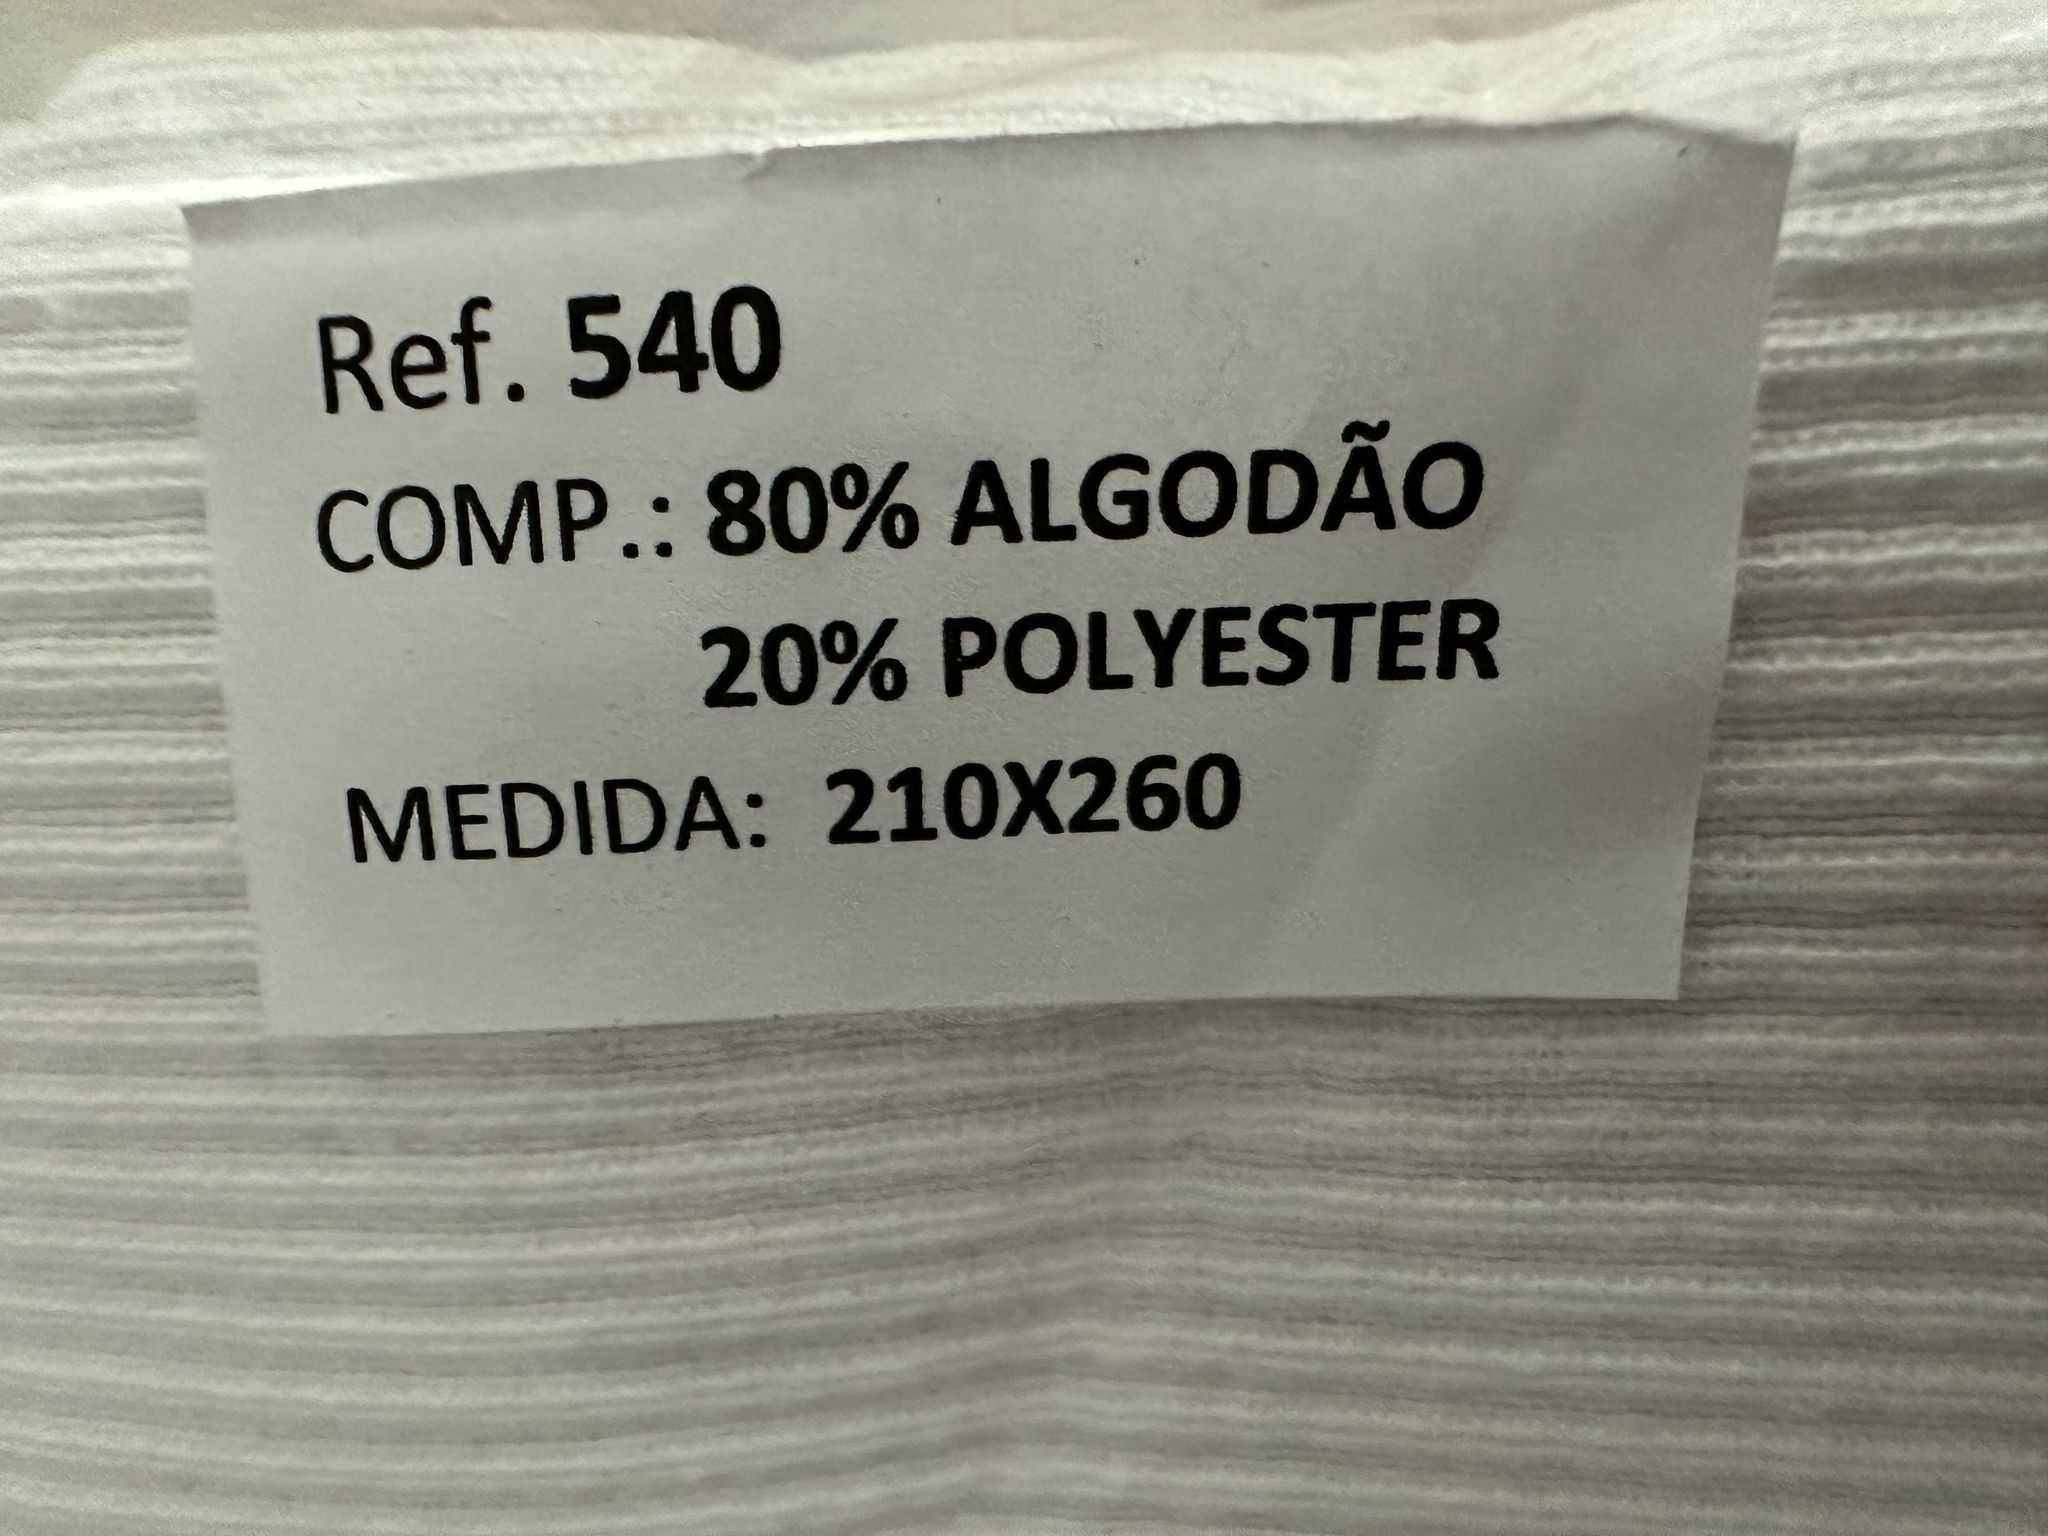 Ref. 540
COMP.: 80% ALGODÃO
20% POLYESTER
MEDIDA: 210X260